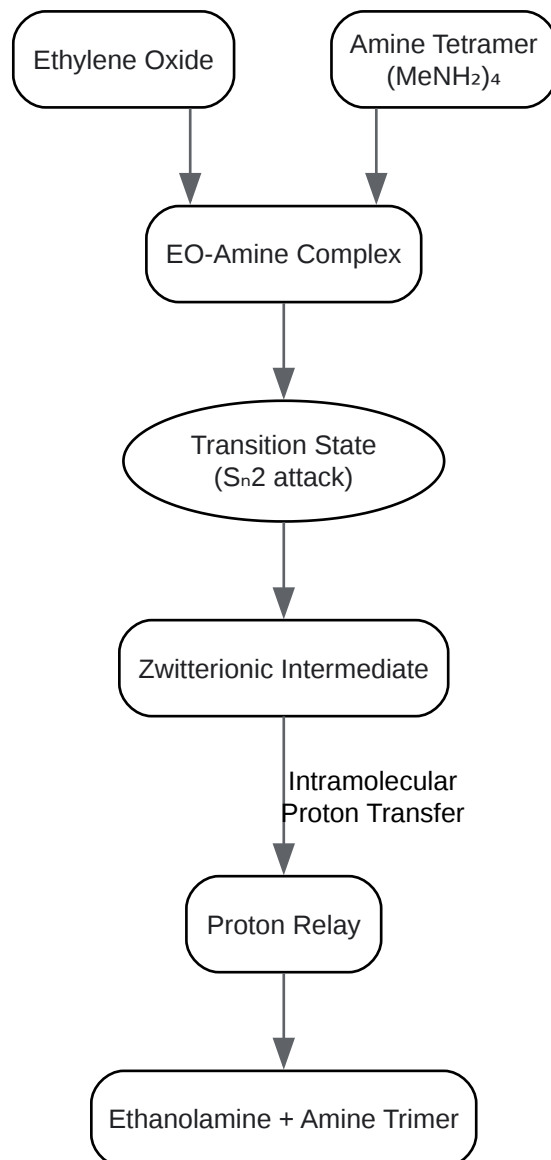 Ethylene Oxide
Amine Tetramer
(MeNH₂)₄
EO-Amine Complex
Transition State
(Sₙ2 attack)
Zwitterionic Intermediate
Intramolecular
Proton Transfer
Proton Relay
Ethanolamine + Amine Trimer